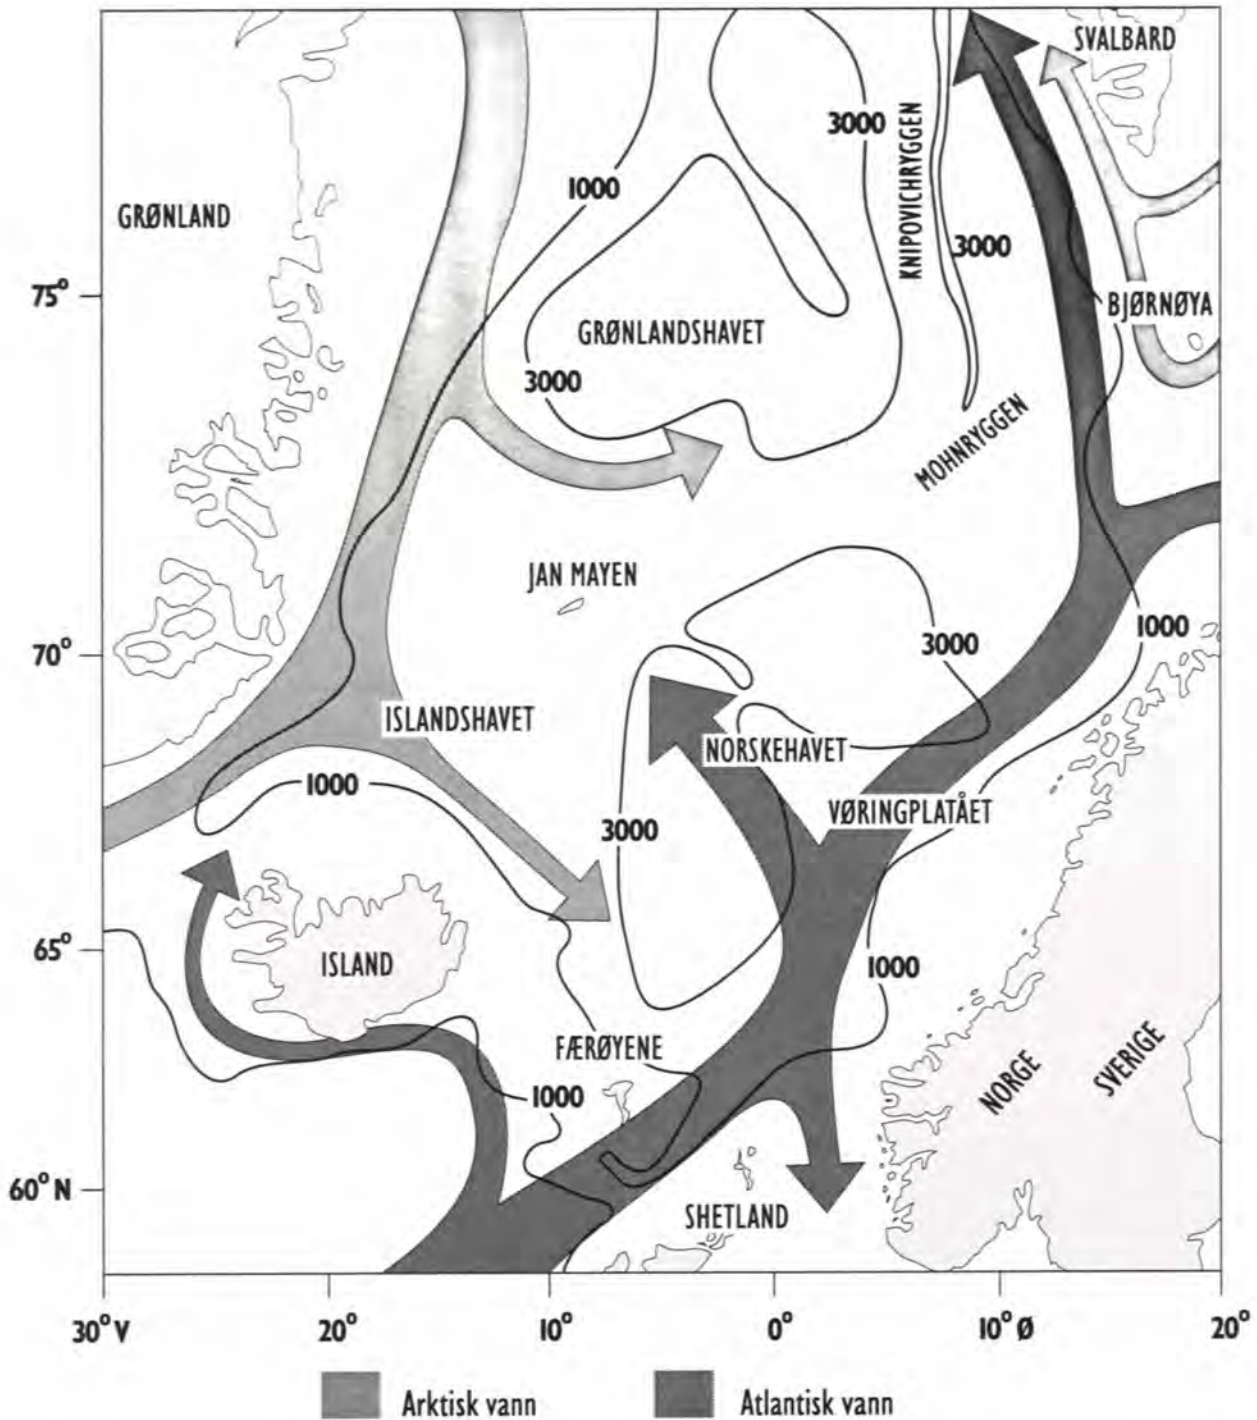 SVALBARD
3000
KNIPOVICHRYGGEN
1000
GRØNLAND
3000
75°
BJØRNØYA
GRØNLANDSHAVET
3000
MOHNRYGGEN
JAN MAYEN
1000
3000
70°
ISLANDSHAVET
NORSKEHAVET
1000
VØRINGPLATÅET
3000
65°
ISLAND
1000
FÆRØYENE
NORGE
SVERIGE
1000
60° N
SHETLAND
30° V
20°
10°
0°
10° Ø
20°
Arktisk vann
Atlantisk vann